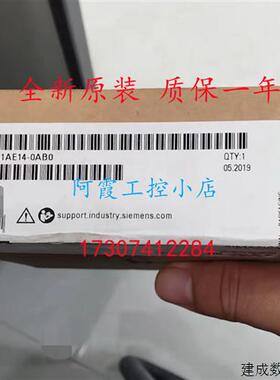 全新原装 质保一年
1AE14-0AB0
QTY:1
05.2019
阿霞工控小店
support.industry.siemens.com
17307412284
建成数